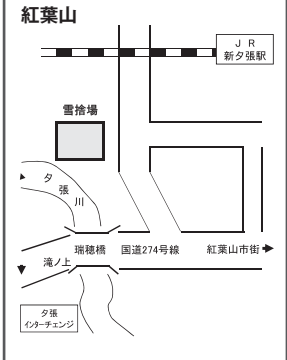 紅葉山
ＪＲ
新夕張駅
雪捨場
夕張川
瑞穂橋
国道274号線
紅葉山市街
滝ノ上
夕張
インターチェンジ